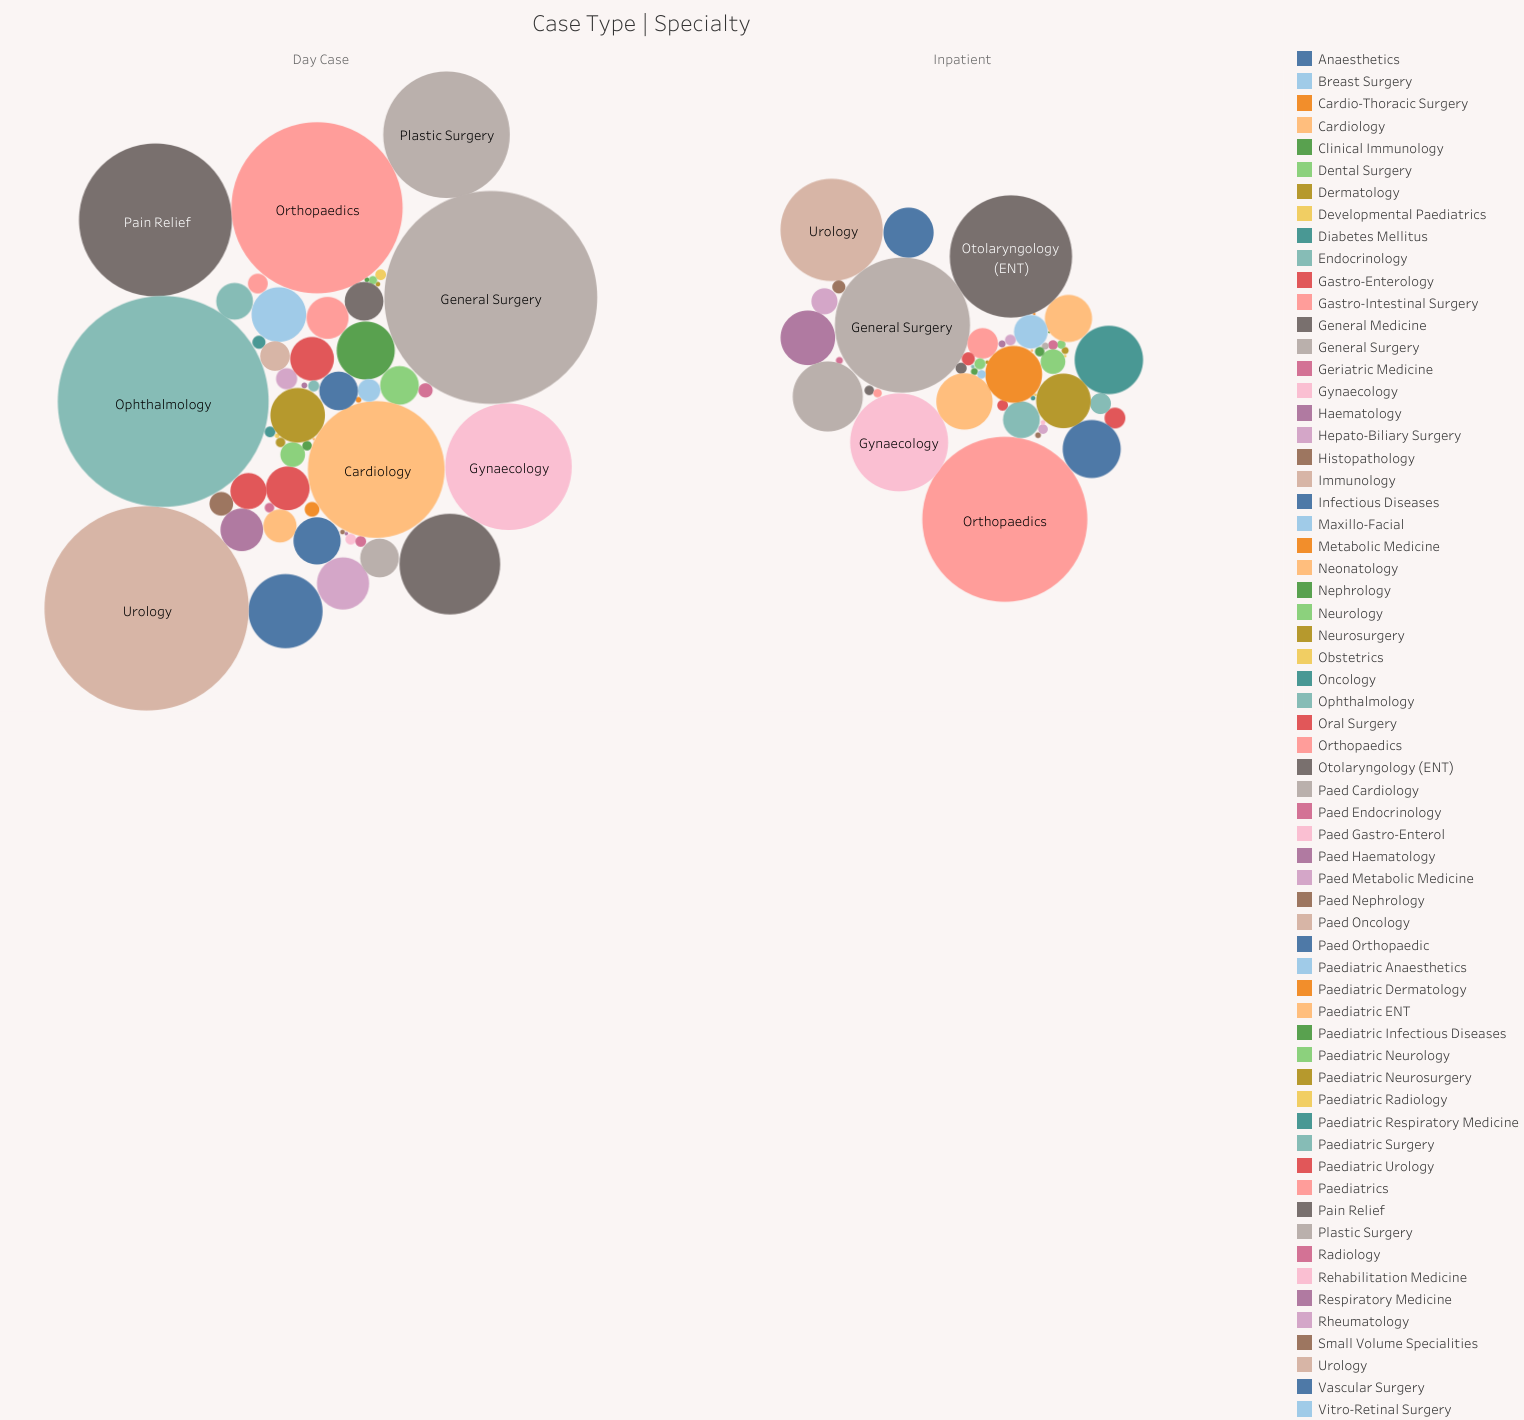 Case Type | Specialty
Day Case
Inpatient
Plastic Surgery
Pain Relief
Orthopaedics
General Surgery
Ophthalmology
Cardiology
Gynaecology
Urology
Urology
Otolaryngology
(ENT)
General Surgery
Gynaecology
Orthopaedics
Anaesthetics
Breast Surgery
Cardio-Thoracic Surgery
Cardiology
Clinical Immunology
Dental Surgery
Dermatology
Developmental Paediatrics
Diabetes Mellitus
Endocrinology
Gastro-Enterology
Gastro-Intestinal Surgery
General Medicine
General Surgery
Geriatric Medicine
Gynaecology
Haematology
Hepato-Biliary Surgery
Histopathology
Immunology
Infectious Diseases
Maxillo-Facial
Metabolic Medicine
Neonatology
Nephrology
Neurology
Neurosurgery
Obstetrics
Oncology
Ophthalmology
Oral Surgery
Orthopaedics
Otolaryngology (ENT)
Paed Cardiology
Paed Endocrinology
Paed Gastro-Enterol
Paed Haematology
Paed Metabolic Medicine
Paed Nephrology
Paed Oncology
Paed Orthopaedic
Paediatric Anaesthetics
Paediatric Dermatology
Paediatric ENT
Paediatric Infectious Diseases
Paediatric Neurology
Paediatric Neurosurgery
Paediatric Radiology
Paediatric Respiratory Medicine
Paediatric Surgery
Paediatric Urology
Paediatrics
Pain Relief
Plastic Surgery
Radiology
Rehabilitation Medicine
Respiratory Medicine
Rheumatology
Small Volume Specialities
Urology
Vascular Surgery
Vitro-Retinal Surgery